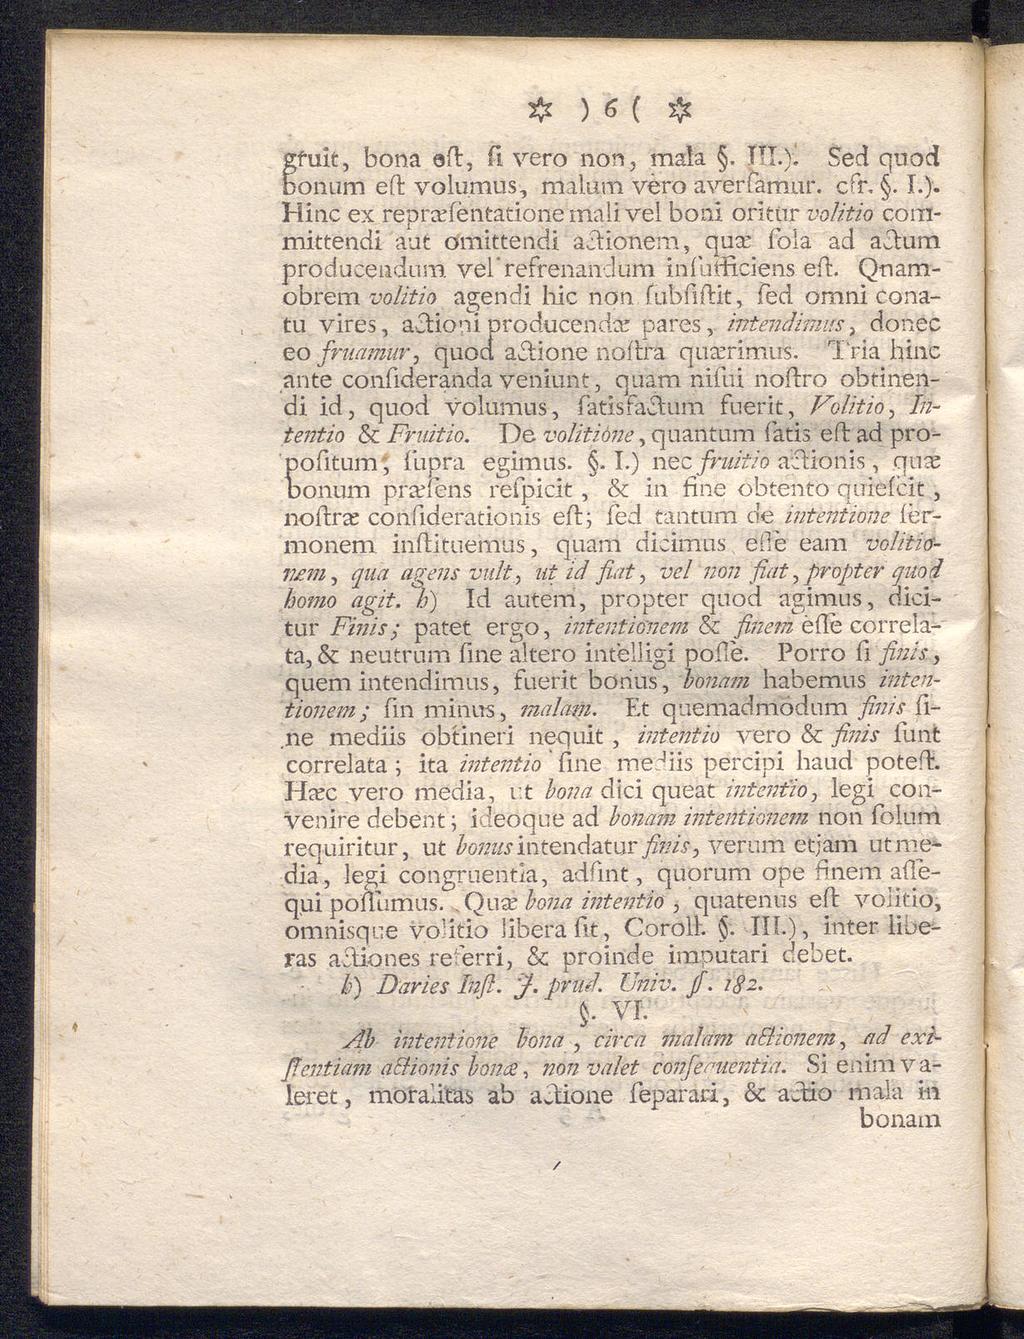 ✡ ) 6 ( ✡
gruit, bona eſt, ſi vero non, mala §. III.). Sed quod
bonum eſt volumus, malum vero averſamur. cfr. §. I.).
Hinc ex repræſentatione mali vel boni oritur volitio com-
mittendi aut omittendi actionem, quæ ſola ad actum
producendum vel refrenandum inſufficiens eſt. Qnam-
obrem volitio agendi hic non ſubſiſtit, ſed omni cona-
tu vires, actioni producendæ pares, intendimus, donec
eo fruamur, quod actione noſtra quærimus. Tria hinc
ante conſideranda veniunt, quam niſui noſtro obtinen-
di id, quod volumus, ſatisfactum fuerit, Volitio, In-
tentio & Fruitio. De volitione, quantum ſatis eſt ad pro-
poſitum, ſupra egimus. §. I.) nec fruitio actionis, quæ
bonum præſens reſpicit, & in fine obtento quieſcit,
noſtræ conſiderationis eſt; ſed tantum de intentione ſer-
monem inſtituemus, quam dicimus eſſe eam volitio-
nem, qua agens vult, ut id fiat, vel non fiat, propter quod
homo agit. h) Id autem, propter quod agimus, dici-
tur Finis; patet ergo, intentionem & finem eſſe correla-
ta, & neutrum ſine altero intelligi poſſe. Porro ſi finis,
quem intendimus, fuerit bonus, bonam habemus inten-
tionem; ſin minus, malam. Et quemadmodum finis ſi-
ne mediis obtineri nequit, intentio vero & finis ſunt
correlata; ita intentio ſine mediis percipi haud poteſt.
Hæc vero media, ut bona dici queat intentio, legi con-
venire debent; ideoque ad bonam intentionem non ſolum
requiritur, ut bonus intendatur finis, verum etjam ut me-
dia, legi congruentia, adſint, quorum ope finem aſſe-
qui poſſumus. Quæ bona intentio, quatenus eſt volitio,
omnisque volitio libera ſit, Coroll. §. III.), inter libe-
ras actiones referri, & proinde imputari debet.
h) Daries Inſt. J. prud. Univ. §. 182.
§. VI.
Ab intentione bona, circa malam actionem, ad exi-
ſtentiam actionis bonæ, non valet conſequentia. Si enim va-
leret, moralitas ab actione ſeparari, & actio mala in
bonam